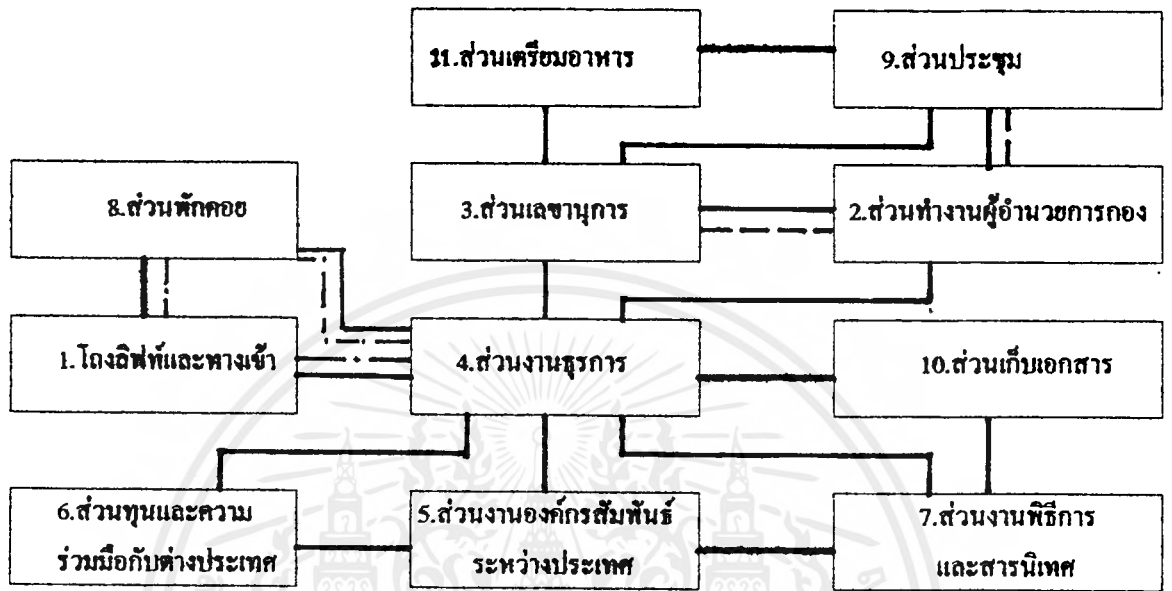 11.ส่วนเตรียมอาหาร
9.ส่วนประชุม
8.ส่วนพักคอย
3.ส่วนเลขานุการ
2.ส่วนทำงานผู้อำนวยการกอง
1.โถงลิฟท์และทางเข้า
4.ส่วนงานธุรการ
10.ส่วนเก็บเอกสาร
6.ส่วนทุนและความ
ร่วมมือกับต่างประเทศ
5.ส่วนงานองค์กรสัมพันธ์
ระหว่างประเทศ
7.ส่วนงานพิธีการ
และสารนิเทศ